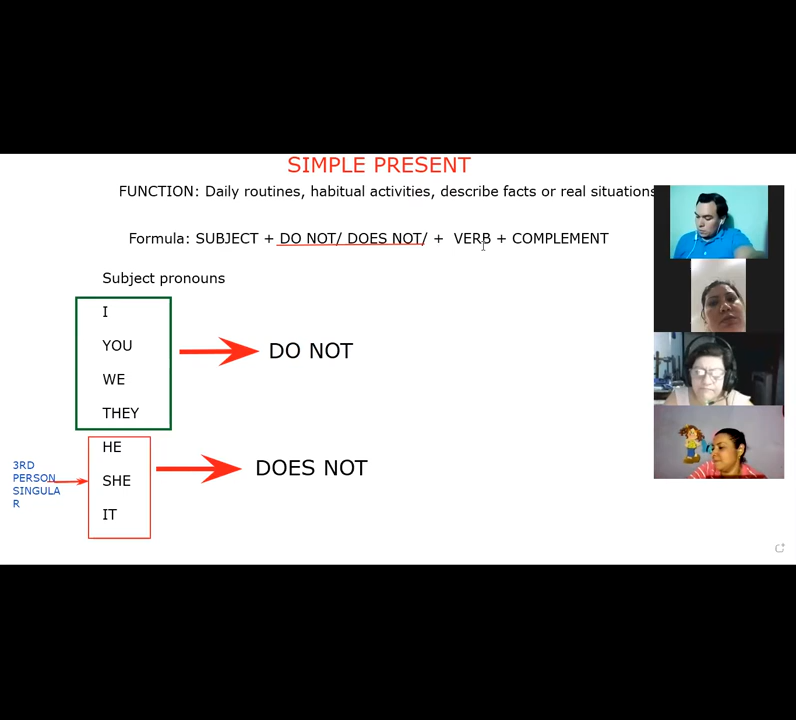 SIMPLE PRESENT
FUNCTION: Daily routines, habitual activities, describe facts or real situations
Formula: SUBJECT + DO NOT/ DOES NOT/ + VERB + COMPLEMENT
Subject pronouns
I
YOU
WE
THEY
DO NOT
HE
SHE
IT
DOES NOT
3RD
PERSON
SINGULA
R